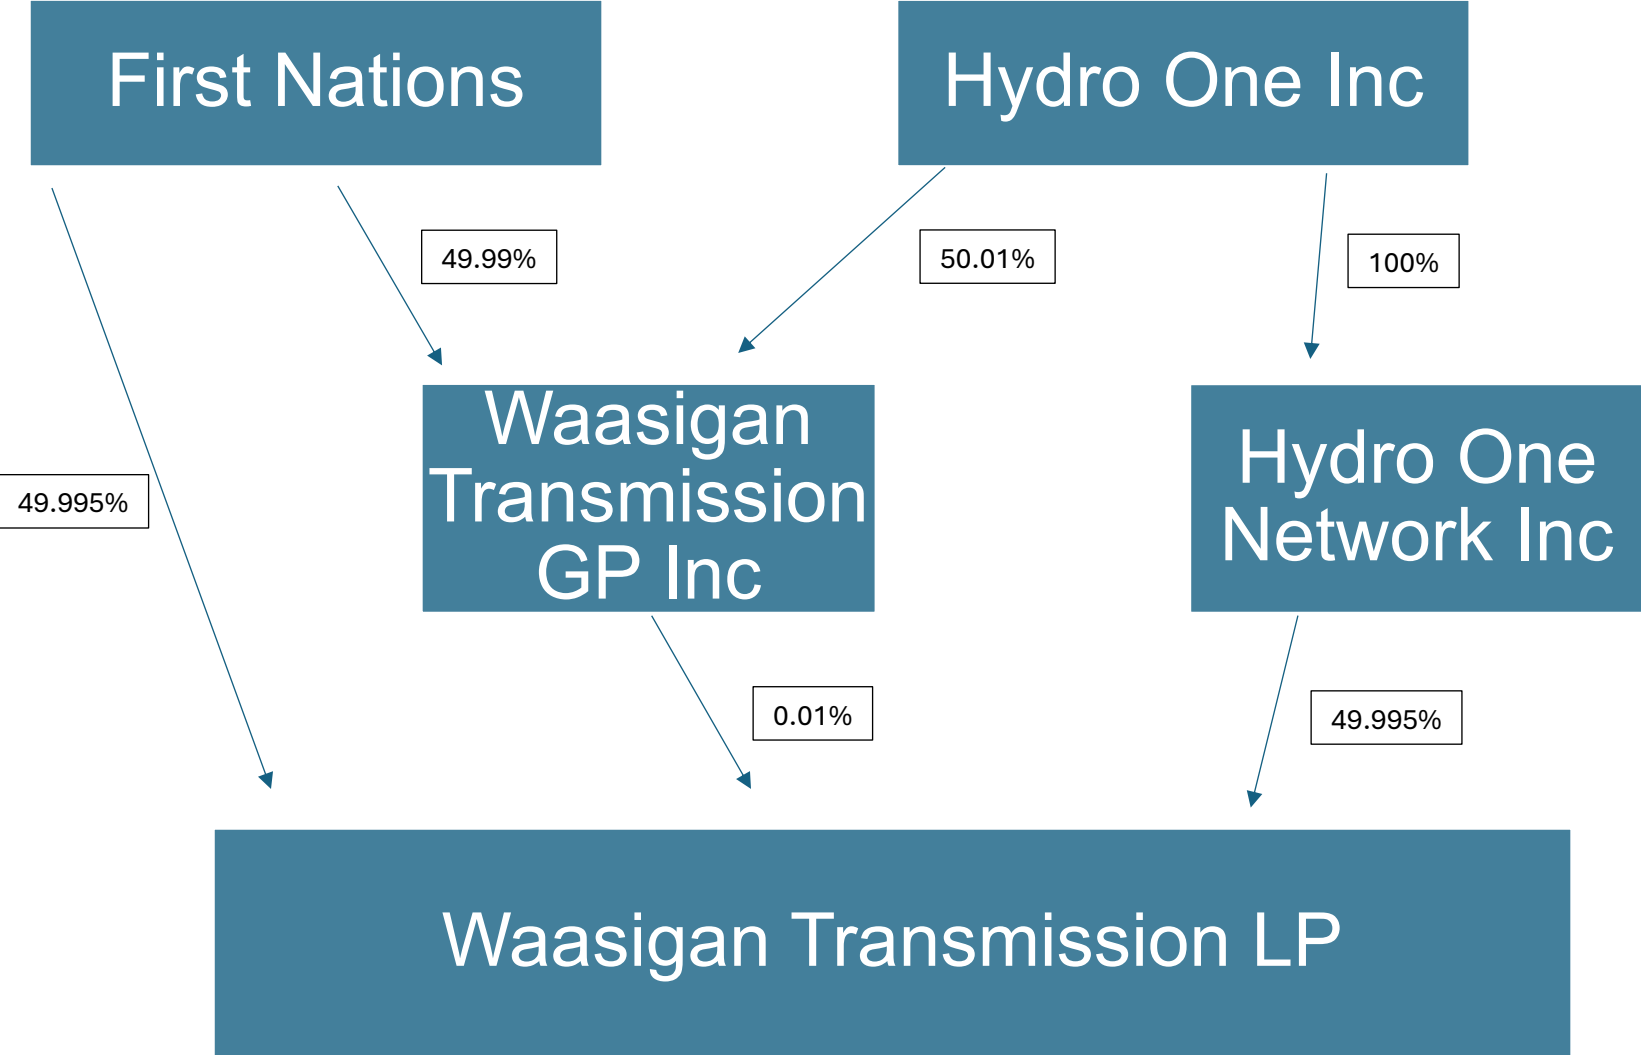 First Nations
Hydro One Inc
49.99%
50.01%
100%
Waasigan
Transmission
GP Inc
Hydro One
Network Inc
49.995%
0.01%
49.995%
Waasigan Transmission LP